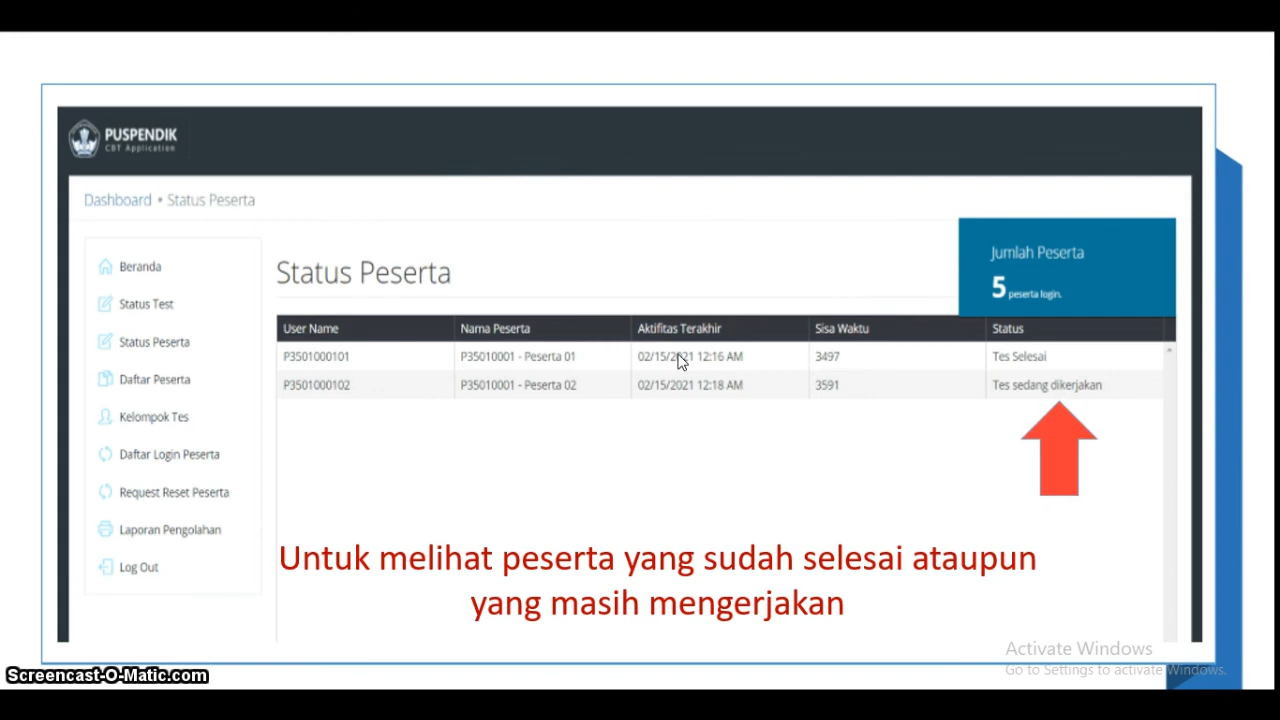 PUSPENDIK
CBT Application
Dashboard • Status Peserta
Beranda
Status Test
Status Peserta
Daftar Peserta
Kelompok Tes
Daftar Login Peserta
Request Reset Peserta
Laporan Pengolahan
Log Out
Status Peserta
Jumlah Peserta
5 peserta login.
User Name Nama Peserta Aktifitas Terakhir Sisa Waktu Status
P3501000101 P35010001 - Peserta 01 02/15/2021 12:16 AM 3497 Tes Selesai
P3501000102 P35010001 - Peserta 02 02/15/2021 12:18 AM 3591 Tes sedang dikerjakan
Untuk melihat peserta yang sudah selesai ataupun
yang masih mengerjakan
Activate Windows
Go to Settings to activate Windows.
Screencast-O-Matic.com